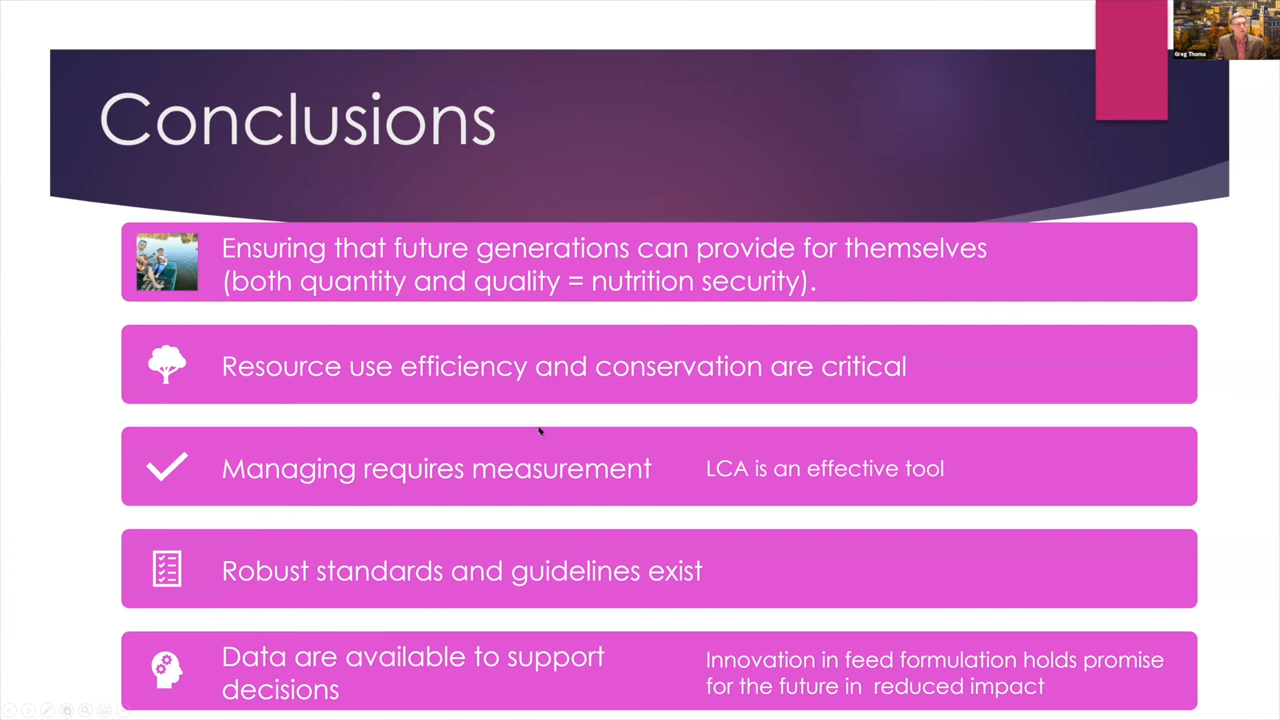 Greg Thoma
Conclusions
Ensuring that future generations can provide for themselves
(both quantity and quality = nutrition security).
Resource use efficiency and conservation are critical
Managing requires measurement
LCA is an effective tool
Robust standards and guidelines exist
Data are available to support
decisions
Innovation in feed formulation holds promise
for the future in  reduced impact